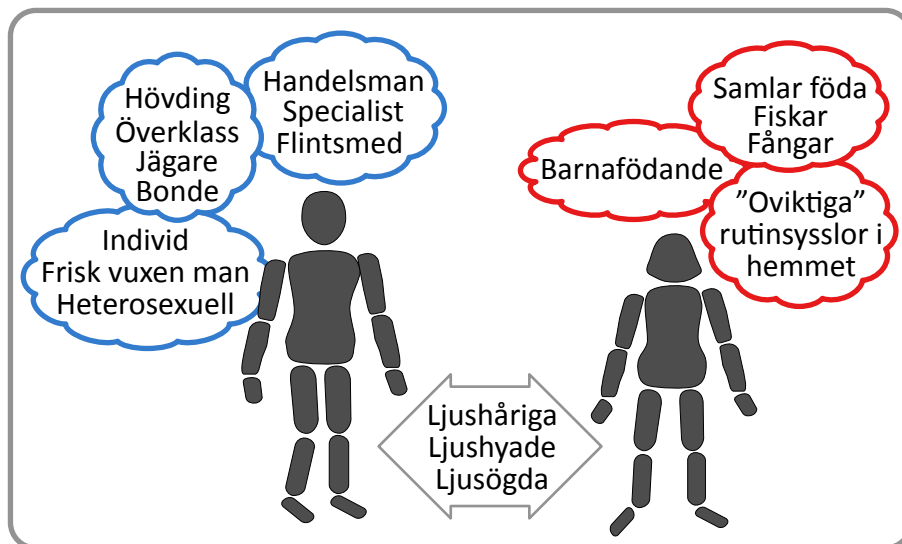 Hövding
Överklass
Jägare
Bonde
Handelsman
Specialist
Flintsmed
Individ
Frisk vuxen man
Heterosexuell
Samlar föda
Fiskar
Fångar
Barnafödande
”Oviktiga”
rutinsysslor i
hemmet
Ljushåriga
Ljushyade
Ljusögda